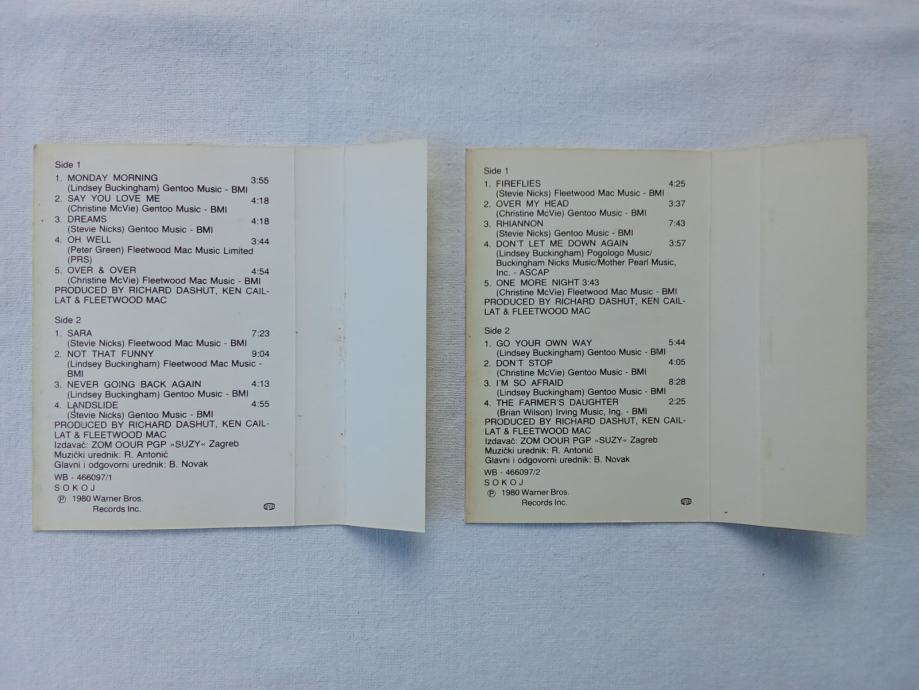 Side 1
1. MONDAY MORNING 3:55
(Lindsey Buckingham) Gentoo Music - BMI
2. SAY YOU LOVE ME 4:18
(Christine McVie) Gentoo Music - BMI
3. DREAMS 4:18
(Stevie Nicks) Gentoo Music - BMI
4. OH WELL 3:44
(Peter Green) Fleetwood Mac Music Limited
(PRS)
5. OVER & OVER 4:54
(Christine McVie) Fleetwood Mac Music - BMI
PRODUCED BY RICHARD DASHUT, KEN CAIL-
LAT & FLEETWOOD MAC
Side 2
1. SARA 7:23
(Stevie Nicks) Fleetwood Mac Music - BMI
2. NOT THAT FUNNY 9:04
(Lindsey Buckingham) Fleetwood Mac Music -
BMI
3. NEVER GOING BACK AGAIN 4:13
(Lindsey Buckingham) Gentoo Music - BMI
4. LANDSLIDE 4:55
(Stevie Nicks) Gentoo Music - BMI
PRODUCED BY RICHARD DASHUT, KEN CAIL-
LAT & FLEETWOOD MAC
Izdavač: ZOM OOUR PGP »SUZY« Zagreb
Muzički urednik: R. Antonić
Glavni i odgovorni urednik: B. Novak
WB - 466097/1
SOKOJ
Ⓟ 1980 Warner Bros.
Records Inc.
Side 1
1. FIREFLIES 4:25
(Stevie Nicks) Fleetwood Mac Music - BMI
2. OVER MY HEAD 3:37
(Christine McVie) Gentoo Music - BMI
3. RHIANNON 7:43
(Stevie Nicks) Gentoo Music - BMI
4. DON'T LET ME DOWN AGAIN 3:57
(Lindsey Buckingham) Pogologo Music/
Buckingham Nicks Music/Mother Pearl Music,
Inc. - ASCAP
5. ONE MORE NIGHT 3:43
(Christine McVie) Fleetwood Mac Music - BMI
PRODUCED BY RICHARD DASHUT, KEN CAIL-
LAT & FLEETWOOD MAC
Side 2
1. GO YOUR OWN WAY 5:44
(Lindsey Buckingham) Gentoo Music - BMI
2. DON'T STOP 4:05
(Christine McVie) Gentoo Music - BMI
3. I'M SO AFRAID 8:28
(Lindsey Buckingham) Gentoo Music - BMI
4. THE FARMER'S DAUGHTER 2:25
(Brian Wilson) Irving Music, Ing. - BMI
PRODUCED BY RICHARD DASHUT, KEN CAIL-
LAT & FLEETWOOD MAC
Izdavač: ZOM OOUR PGP »SUZY« Zagreb
Muzički urednik: R. Antonić
Glavni i odgovorni urednik: B. Novak
WB - 466097/2
SOKOJ
Ⓟ 1980 Warner Bros.
Records Inc.